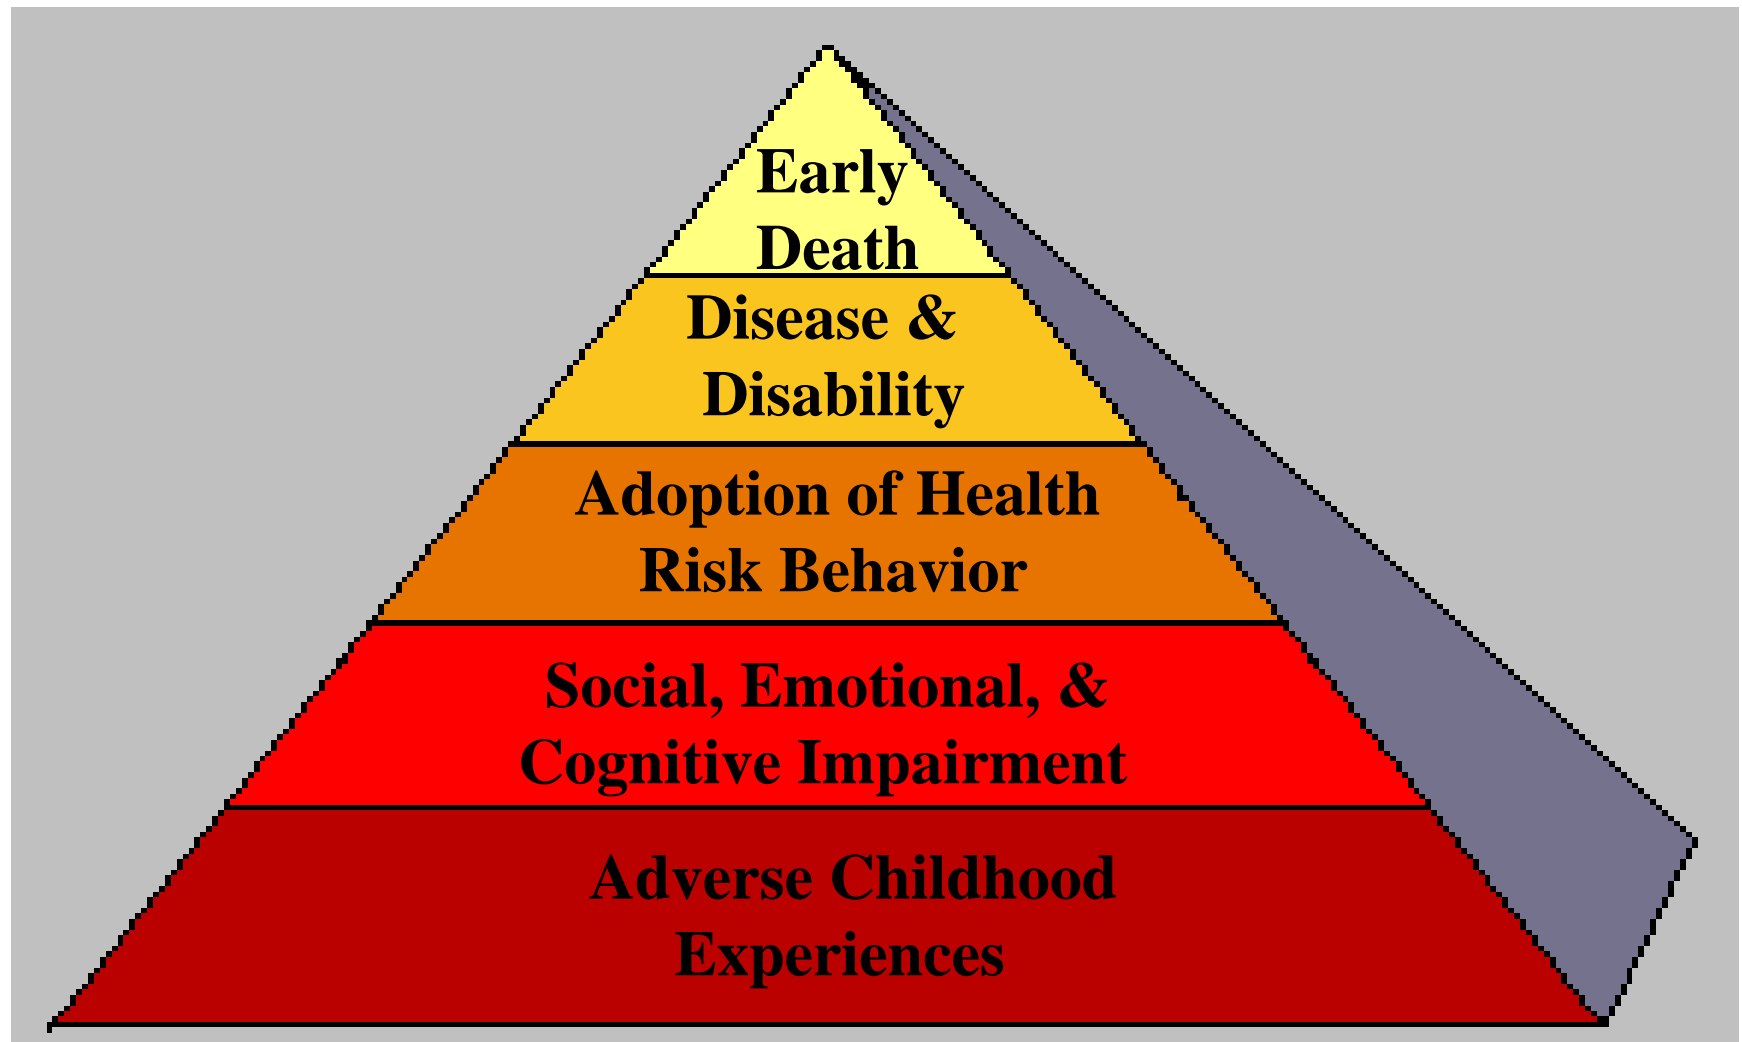 Early
Death
Disease &
Disability
Adoption of Health
Risk Behavior
Social, Emotional, &
Cognitive Impairment
Adverse Childhood
Experiences